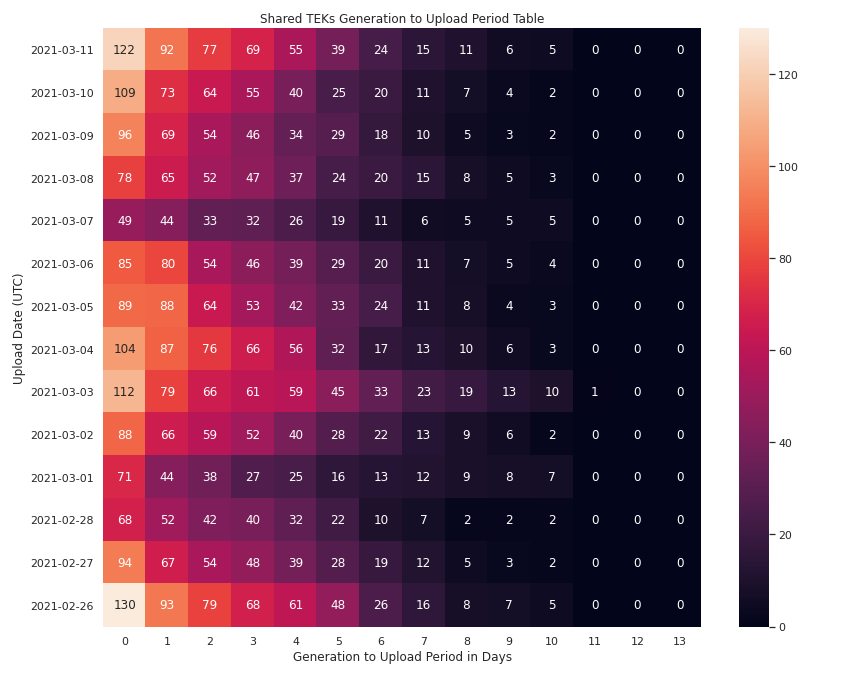 Shared TEKs Generation to Upload Period Table
Upload Date (UTC)
2021-03-11 122 92 77 69 55 39 24 15 11 6 5 0 0 0
2021-03-10 109 73 64 55 40 25 20 11 7 4 2 0 0 0
2021-03-09 96 69 54 46 34 29 18 10 5 3 2 0 0 0
2021-03-08 78 65 52 47 37 24 20 15 8 5 3 0 0 0
2021-03-07 49 44 33 32 26 19 11 6 5 5 5 0 0 0
2021-03-06 85 80 54 46 39 29 20 11 7 5 4 0 0 0
2021-03-05 89 88 64 53 42 33 24 11 8 4 3 0 0 0
2021-03-04 104 87 76 66 56 32 17 13 10 6 3 0 0 0
2021-03-03 112 79 66 61 59 45 33 23 19 13 10 1 0 0
2021-03-02 88 66 59 52 40 28 22 13 9 6 2 0 0 0
2021-03-01 71 44 38 27 25 16 13 12 9 8 7 0 0 0
2021-02-28 68 52 42 40 32 22 10 7 2 2 2 0 0 0
2021-02-27 94 67 54 48 39 28 19 12 5 3 2 0 0 0
2021-02-26 130 93 79 68 61 48 26 16 8 7 5 0 0 0
0 1 2 3 4 5 6 7 8 9 10 11 12 13
Generation to Upload Period in Days
120
100
80
60
40
20
0